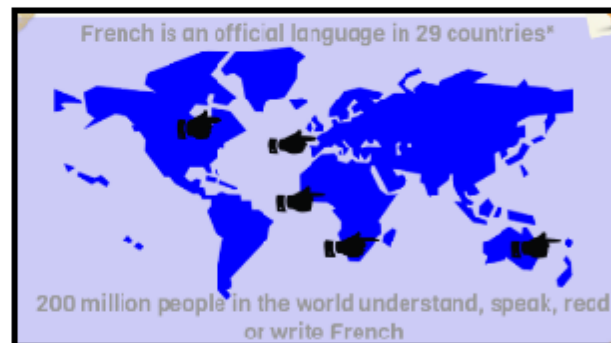 French is an official language in 29 countries*
200 million people in the world understand, speak, read
or write French